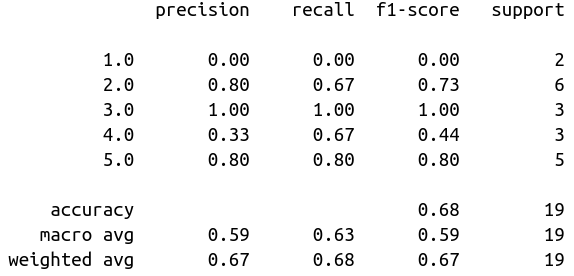 precision recall f1-score support
1.0 0.00 0.00 0.00 2
2.0 0.80 0.67 0.73 6
3.0 1.00 1.00 1.00 3
4.0 0.33 0.67 0.44 3
5.0 0.80 0.80 0.80 5
accuracy 0.68 19
macro avg 0.59 0.63 0.59 19
weighted avg 0.67 0.68 0.67 19